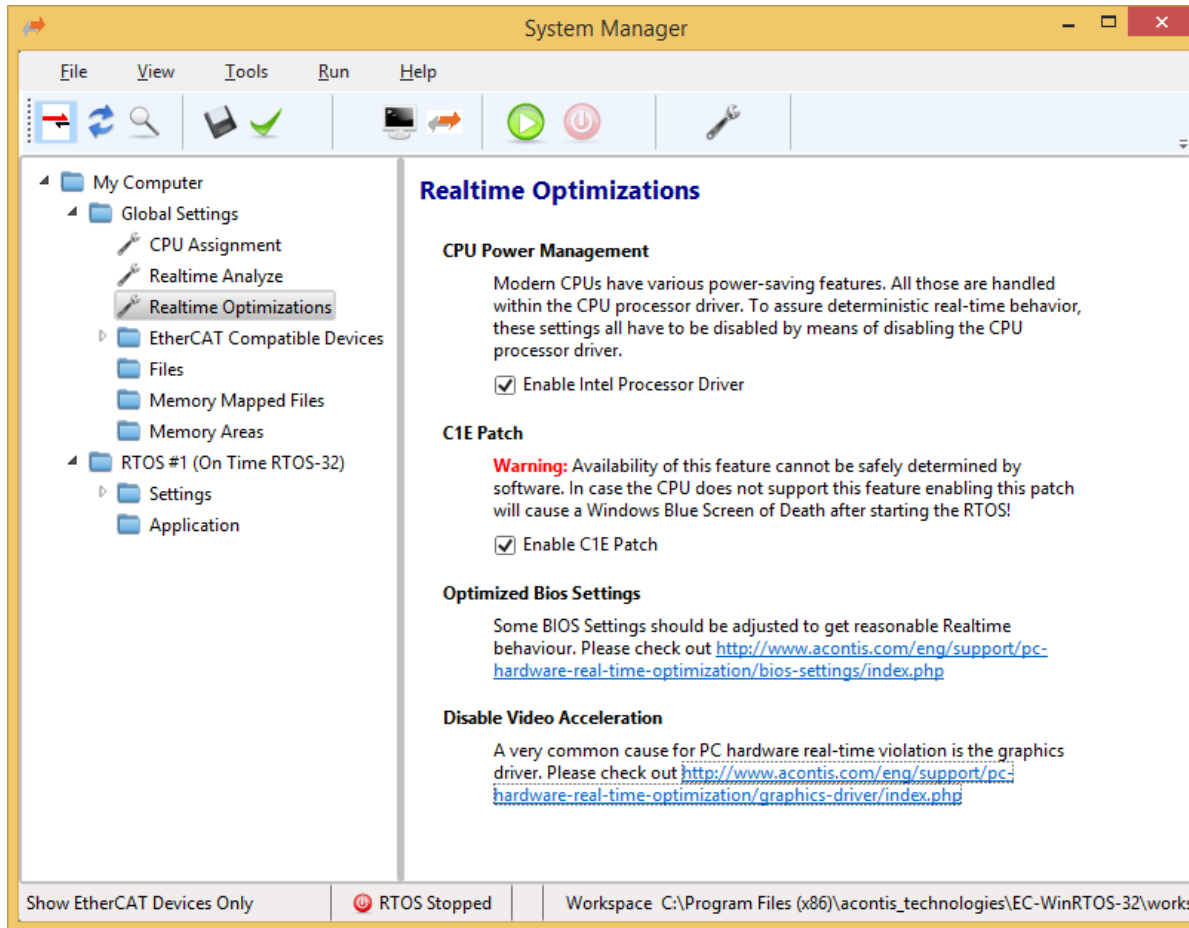 System Manager
File View Tools Run Help
My Computer
Global Settings
CPU Assignment
Realtime Analyze
Realtime Optimizations
EtherCAT Compatible Devices
Files
Memory Mapped Files
Memory Areas
RTOS #1 (On Time RTOS-32)
Settings
Application
Realtime Optimizations
CPU Power Management
Modern CPUs have various power-saving features. All those are handled
within the CPU processor driver. To assure deterministic real-time behavior,
these settings all have to be disabled by means of disabling the CPU
processor driver.
Enable Intel Processor Driver
C1E Patch
Warning: Availability of this feature cannot be safely determined by
software. In case the CPU does not support this feature enabling this patch
will cause a Windows Blue Screen of Death after starting the RTOS!
Enable C1E Patch
Optimized Bios Settings
Some BIOS Settings should be adjusted to get reasonable Realtime
behaviour. Please check out http://www.acontis.com/eng/support/pc-
hardware-real-time-optimization/bios-settings/index.php
Disable Video Acceleration
A very common cause for PC hardware real-time violation is the graphics
driver. Please check out http://www.acontis.com/eng/support/pc-
hardware-real-time-optimization/graphics-driver/index.php
Show EtherCAT Devices Only RTOS Stopped Workspace C:\Program Files (x86)\acontis_technologies\EC-WinRTOS-32\works